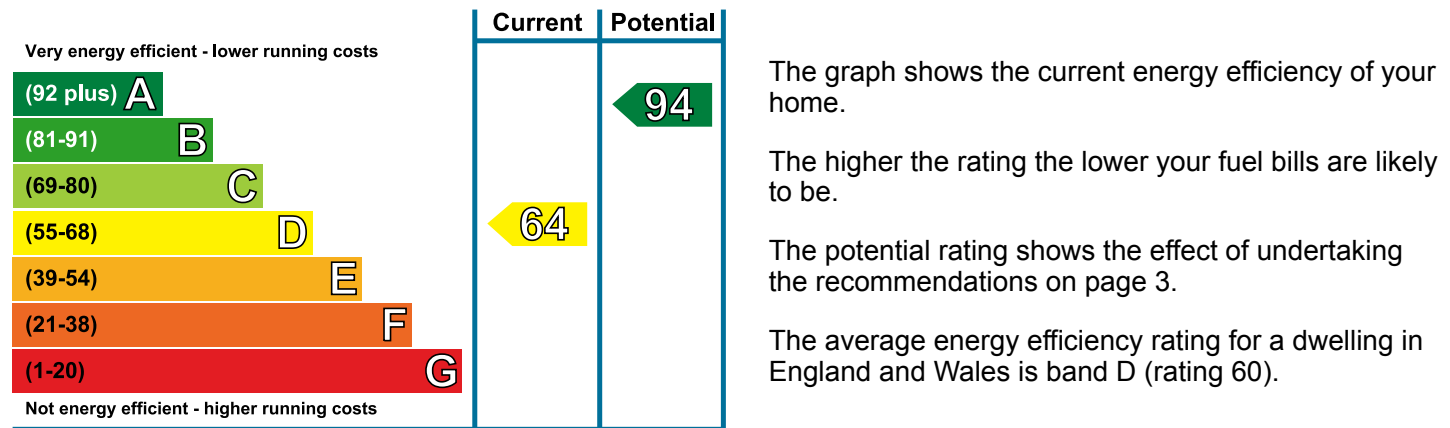 Current Potential
Very energy efficient - lower running costs
(92 plus) A
94
(81-91) B
(69-80) C
(55-68) D
64
(39-54) E
(21-38) F
(1-20) G
Not energy efficient - higher running costs
The graph shows the current energy efficiency of your
home.
The higher the rating the lower your fuel bills are likely
to be.
The potential rating shows the effect of undertaking
the recommendations on page 3.
The average energy efficiency rating for a dwelling in
England and Wales is band D (rating 60).